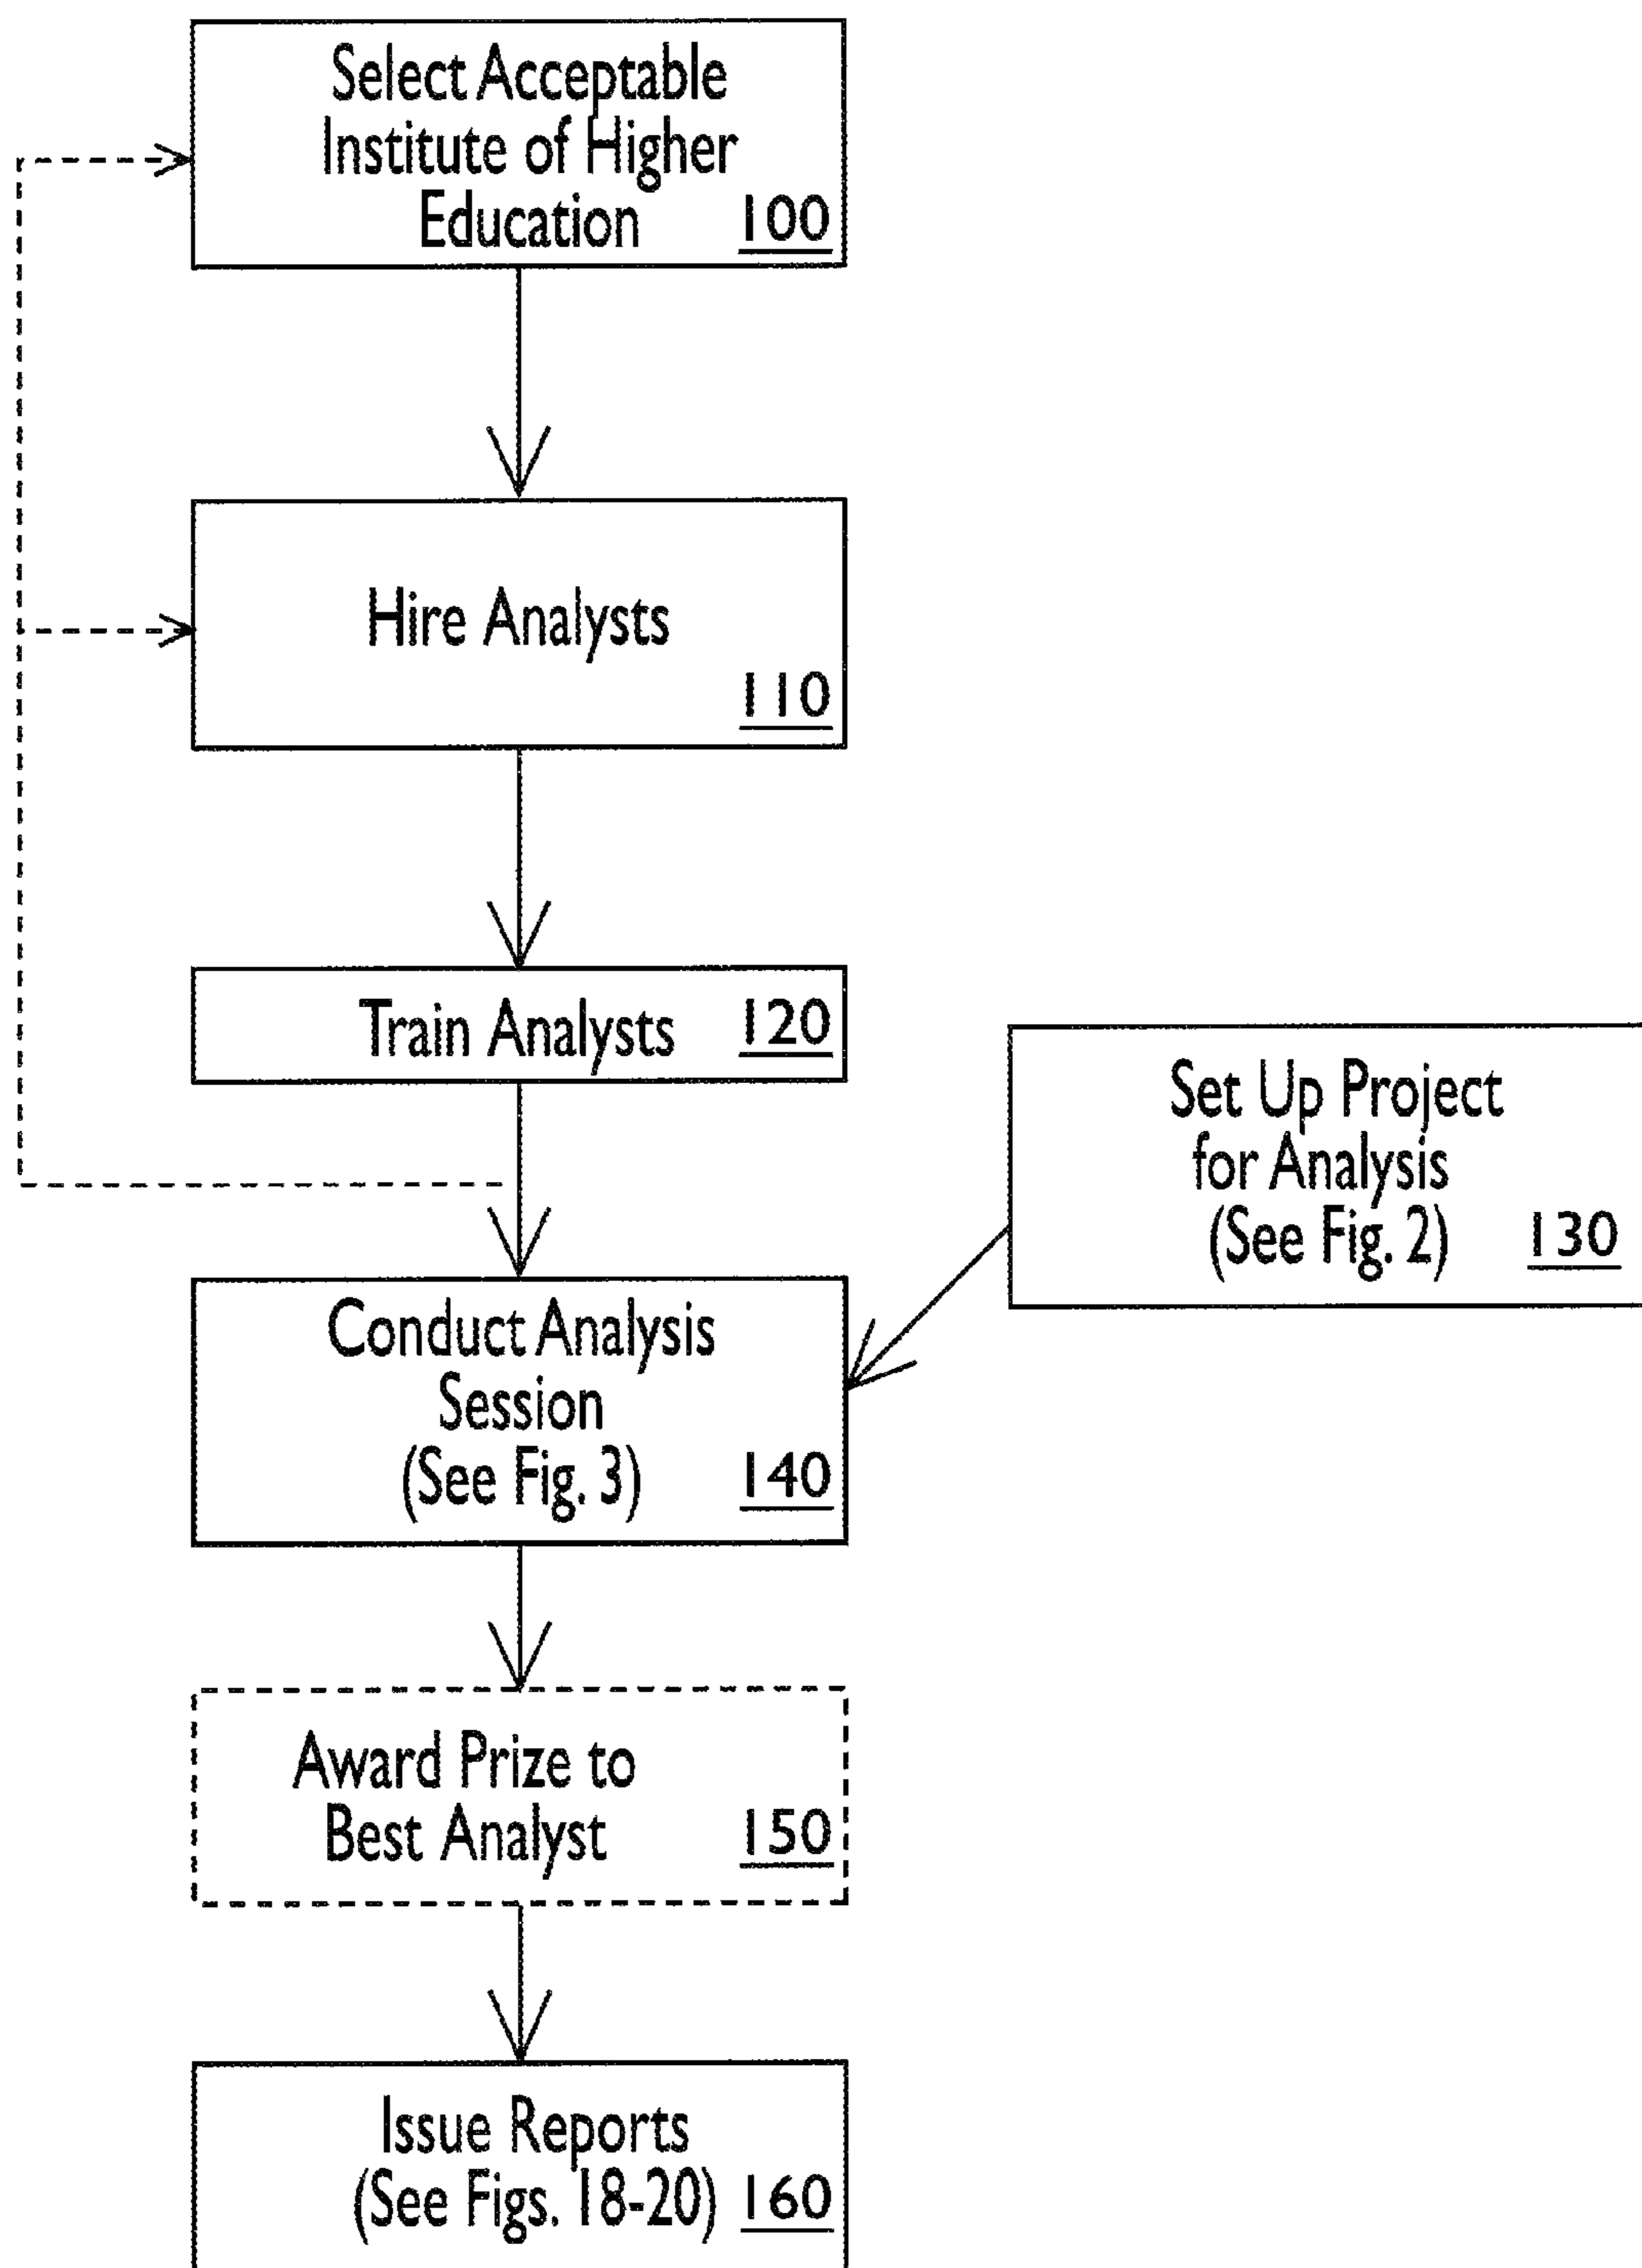 Select Acceptable
Institute of Higher
Education 100
Hire Analysts
110
Train Analysts 120
Set Up Project
for Analysis
(See Fig. 2) 130
Conduct Analysis
Session
(See Fig. 3) 140
Award Prize to
Best Analyst 150
Issue Reports
(See Figs. 18-20) 160